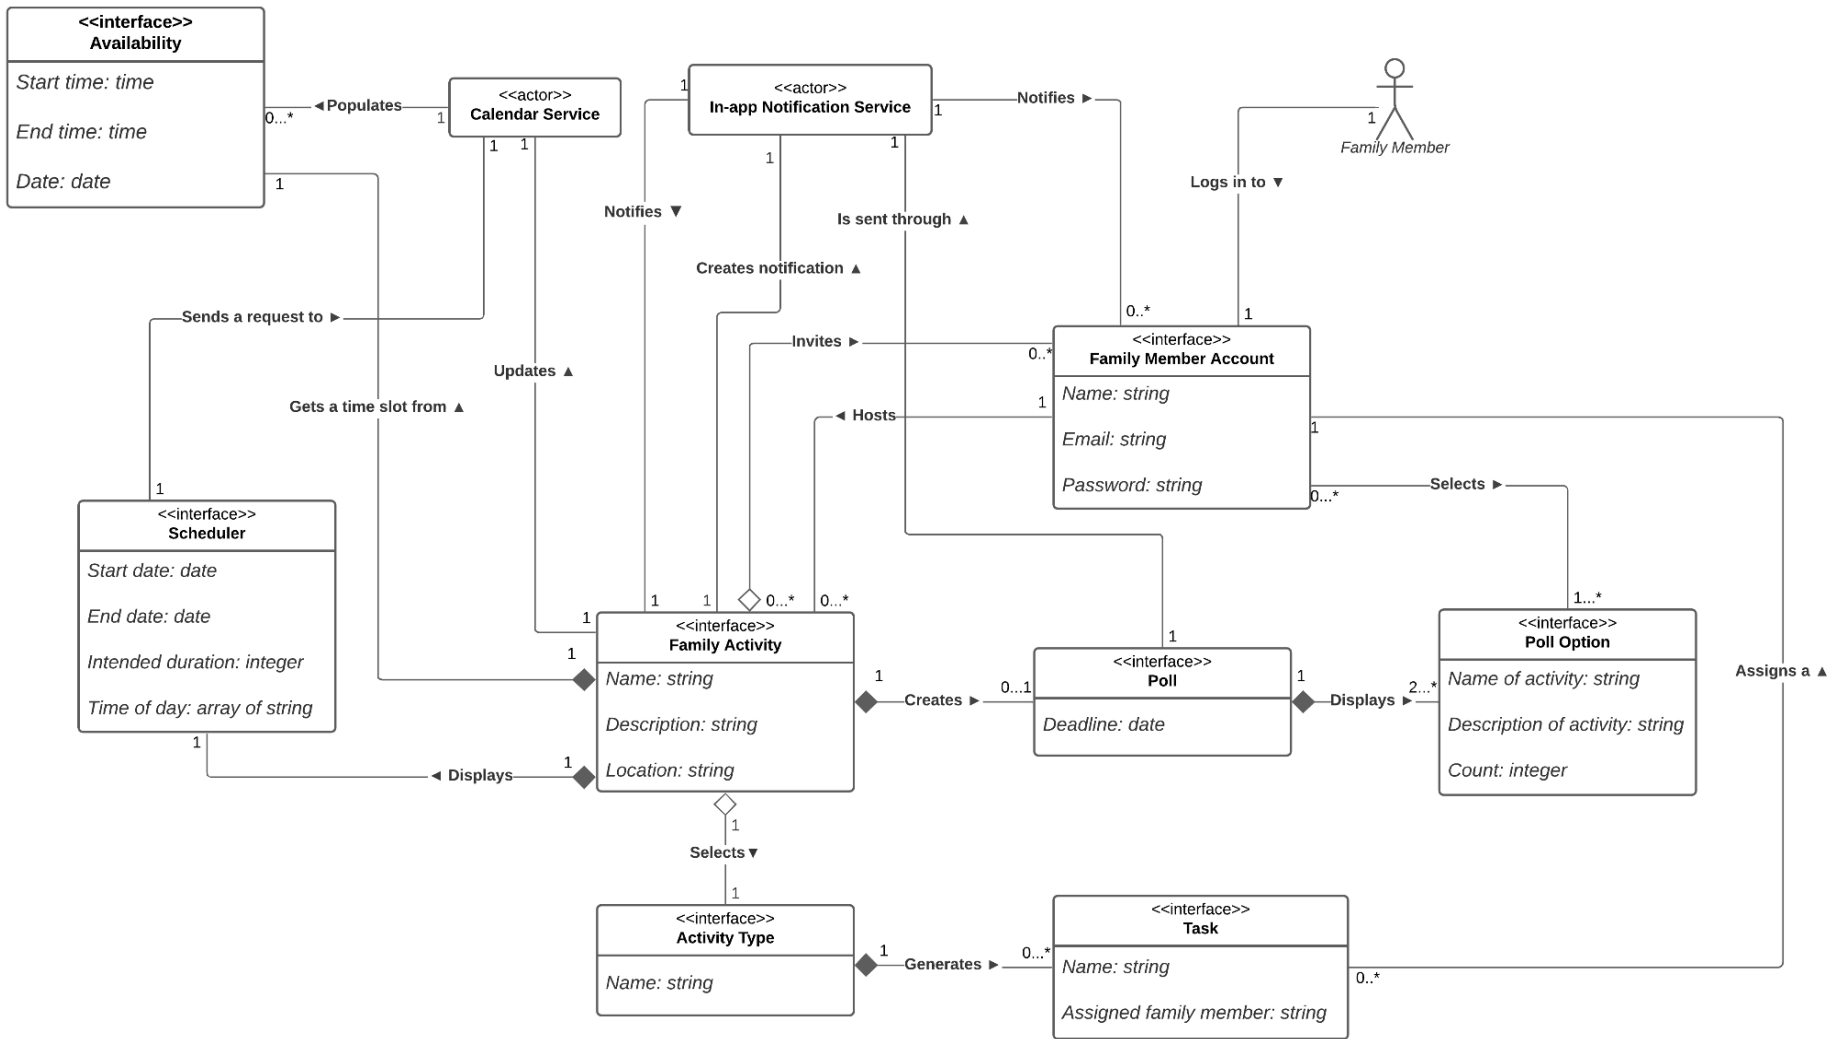 <<interface>>
Availability
Start time: time
End time: time
Date: date
◄Populates
0...*
1
<<actor>>
Calendar Service
1
1
1
<<actor>>
In-app Notification Service
1
1
1
1
Notifies ►
Family Member
1
Logs in to ▼
Notifies ▼
Is sent through ▲
Creates notification ▲
Sends a request to ►
Updates ▲
Gets a time slot from ▲
Invites ►
0..*
0..*
1
◄ Hosts
1
<<interface>>
Family Member Account
Name: string
Email: string
Password: string
1
0...*
Selects ►
1...*
1
<<interface>>
Scheduler
Start date: date
End date: date
Intended duration: integer
Time of day: array of string
1
◄ Displays
1
1
1
1
1
0...*
0...*
<<interface>>
Family Activity
Name: string
Description: string
Location: string
1
Creates ►
0...1
1
<<interface>>
Poll
Deadline: date
1
Displays ►
2...*
<<interface>>
Poll Option
Name of activity: string
Description of activity: string
Count: integer
Assigns a ▲
1
Selects▼
1
<<interface>>
Activity Type
Name: string
1
Generates ►
0...*
<<interface>>
Task
Name: string
Assigned family member: string
0..*